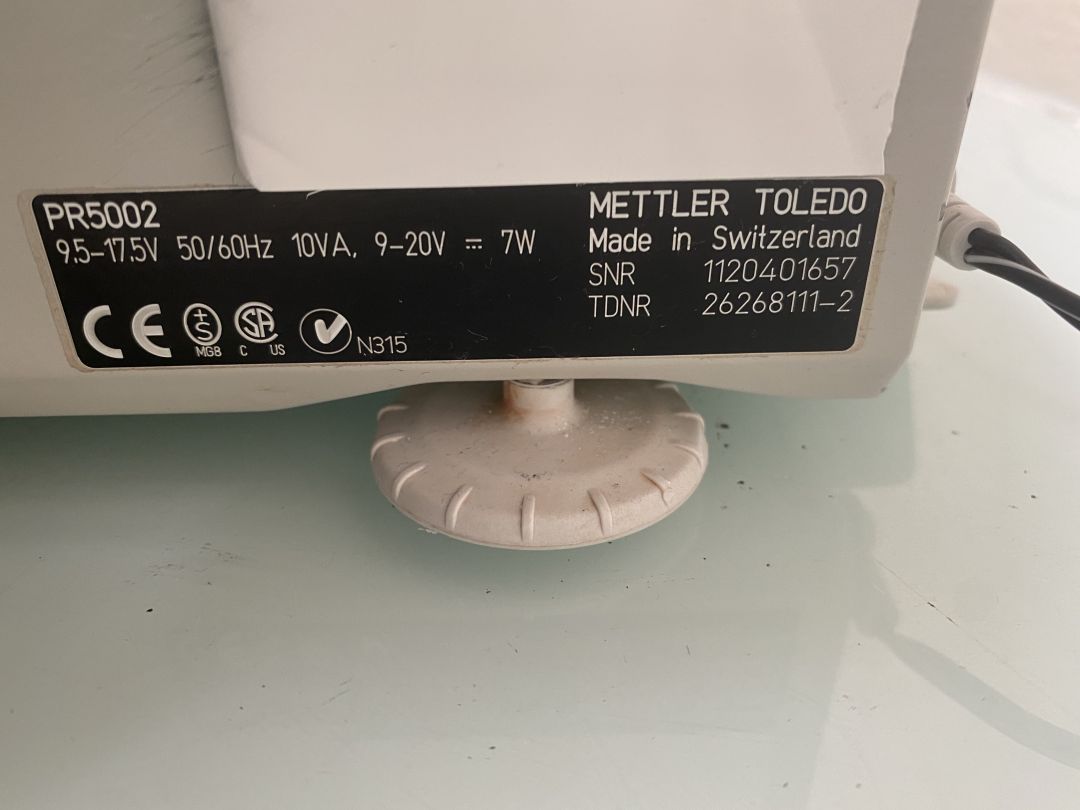 PR5002
9.5–17.5V 50/60Hz 10VA, 9–20V ⎓ 7W
METTLER TOLEDO
Made in Switzerland
SNR 1120401657
TDNR 26268111–2
CE
+S
MGB
SA
C US
N315